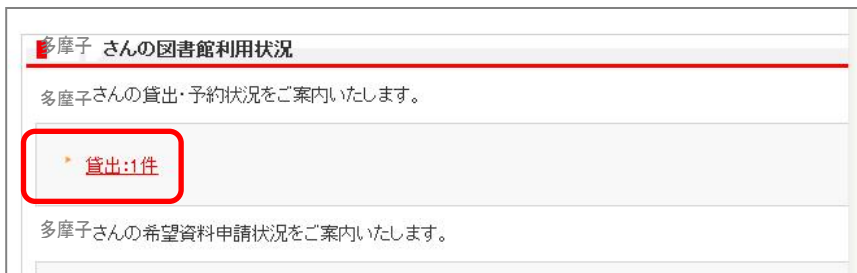 多摩子 さんの図書館利用状況
多摩子さんの貸出・予約状況をご案内いたします。
貸出:1件
多摩子さんの希望資料申請状況をご案内いたします。